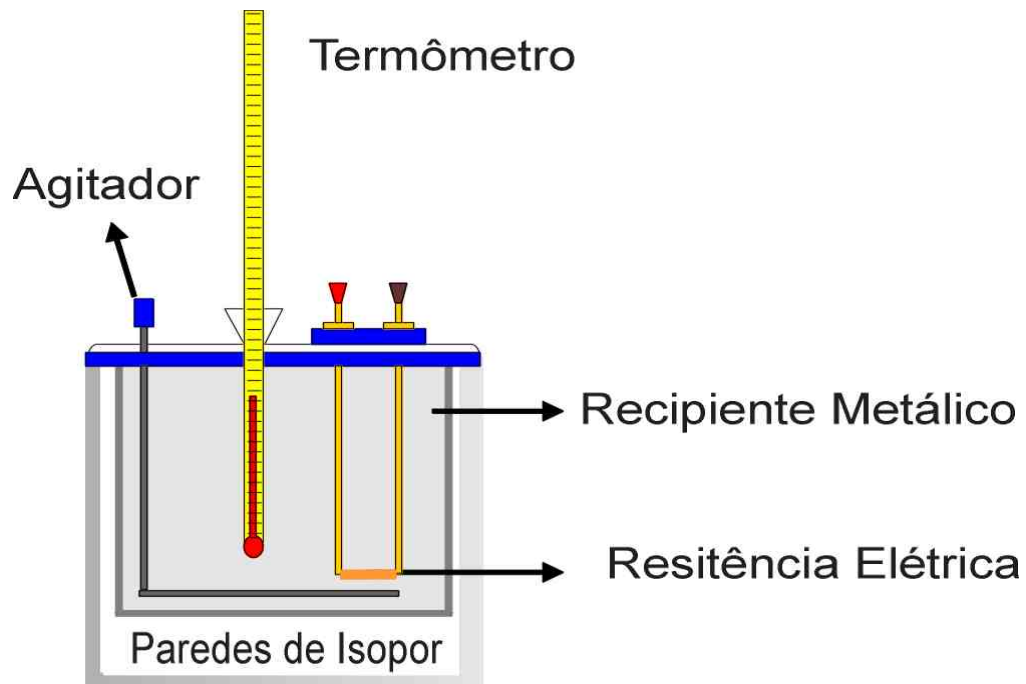 Termômetro
Agitador
Recipiente Metálico
Resitência Elétrica
Paredes de Isopor